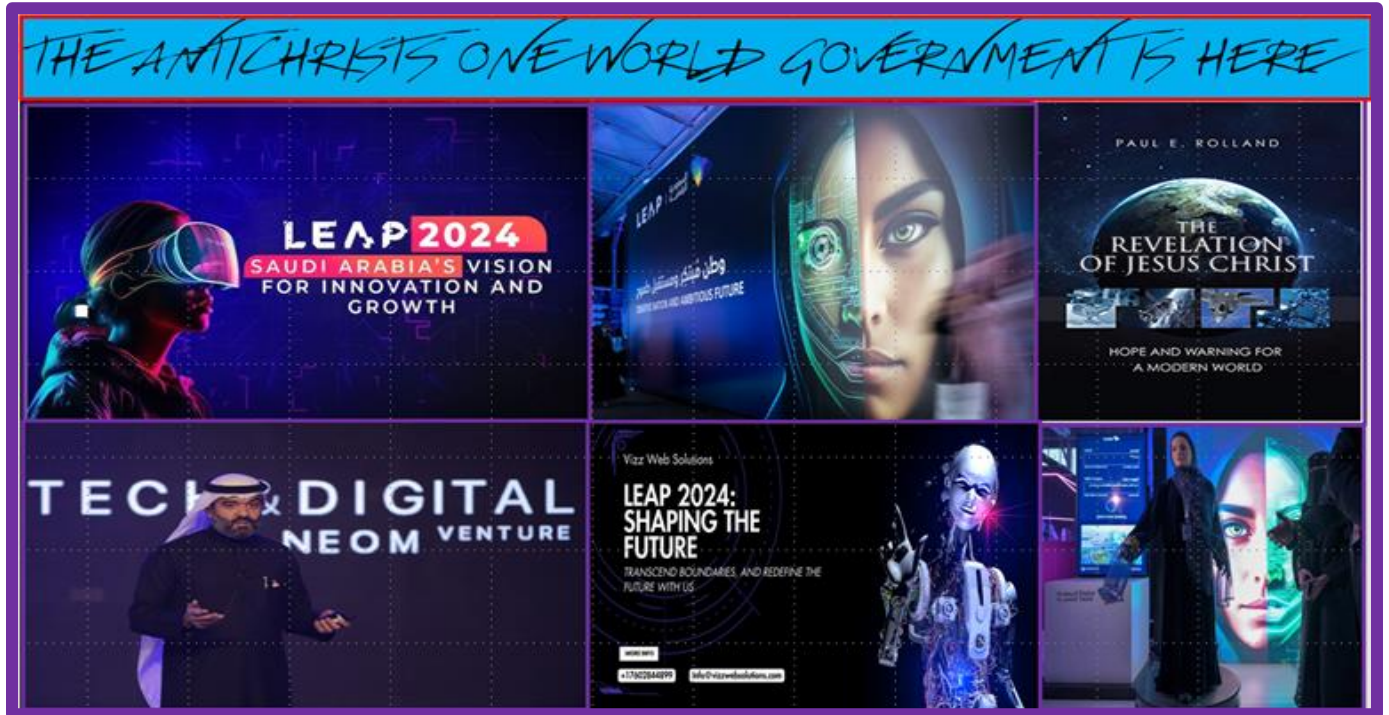 THE ANTICHRISTS ONE WORLD GOVERNMENT IS HERE
LEAP 2024
SAUDI ARABIA'S VISION
FOR INNOVATION AND
GROWTH
LEAP
وطن مُبتكر ومستقبل طموح
NATION AND AMBITIOUS FUTURE
PAUL E. ROLLAND
THE
REVELATION
OF JESUS CHRIST
HOPE AND WARNING FOR
A MODERN WORLD
TECH & DIGITAL
NEOM VENTURE
Vizz Web Solutions
LEAP 2024:
SHAPING THE
FUTURE
TRANSCEND BOUNDARIES, AND REDEFINE THE
FUTURE WITH US
MORE INFO
+17602844899 info@vizzwebsolutions.com